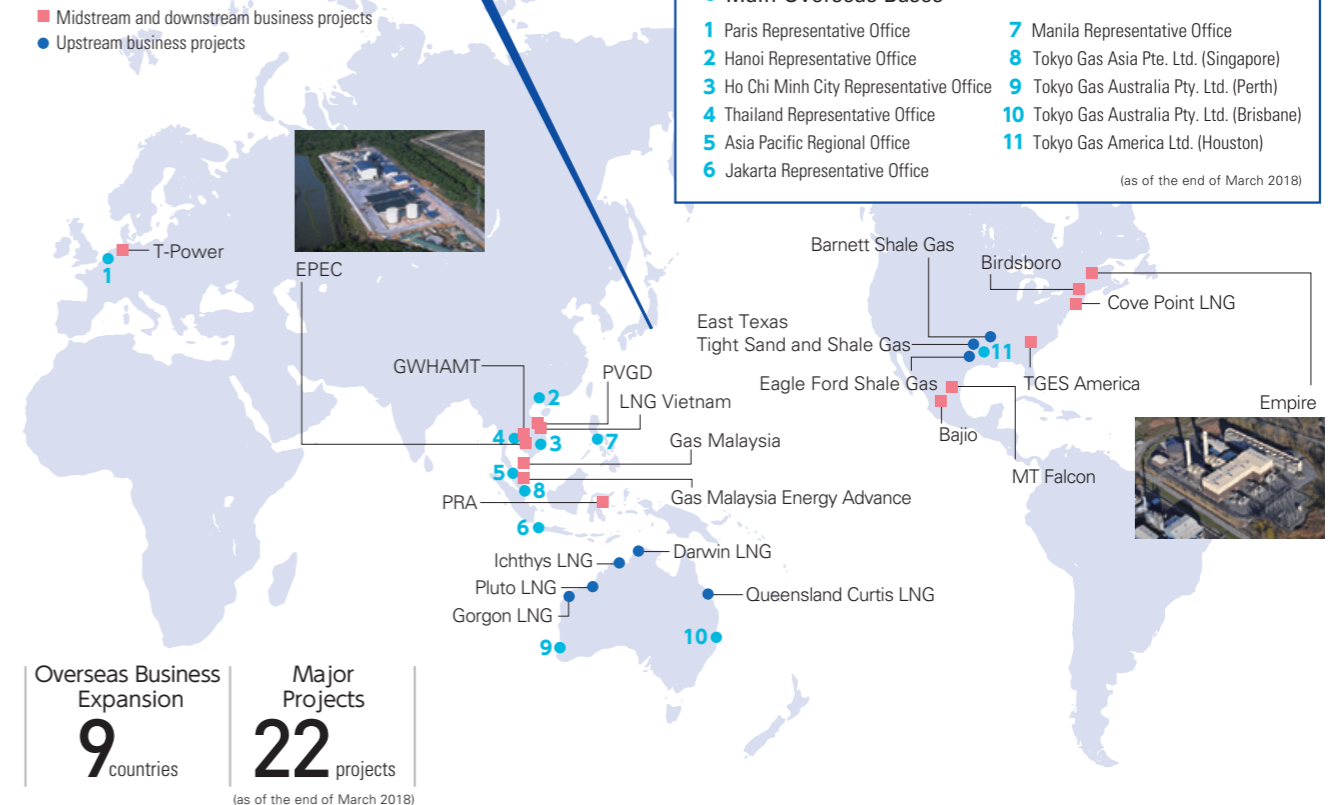 Midstream and downstream business projects
Upstream business projects
Main Overseas Bases
1 Paris Representative Office
2 Hanoi Representative Office
3 Ho Chi Minh City Representative Office
4 Thailand Representative Office
5 Asia Pacific Regional Office
6 Jakarta Representative Office
7 Manila Representative Office
8 Tokyo Gas Asia Pte. Ltd. (Singapore)
9 Tokyo Gas Australia Pty. Ltd. (Perth)
10 Tokyo Gas Australia Pty. Ltd. (Brisbane)
11 Tokyo Gas America Ltd. (Houston)
(as of the end of March 2018)
T-Power
1
EPEC
GWHAMT
PVGD
LNG Vietnam
2
4
3
7
Gas Malaysia
5
8
Gas Malaysia Energy Advance
PRA
6
Darwin LNG
Ichthys LNG
Pluto LNG
Gorgon LNG
Queensland Curtis LNG
9
10
Barnett Shale Gas
Birdsboro
Cove Point LNG
East Texas
Tight Sand and Shale Gas
11
Eagle Ford Shale Gas
TGES America
Empire
Bajio
MT Falcon
Overseas Business
Expansion
9 countries
Major
Projects
22 projects
(as of the end of March 2018)